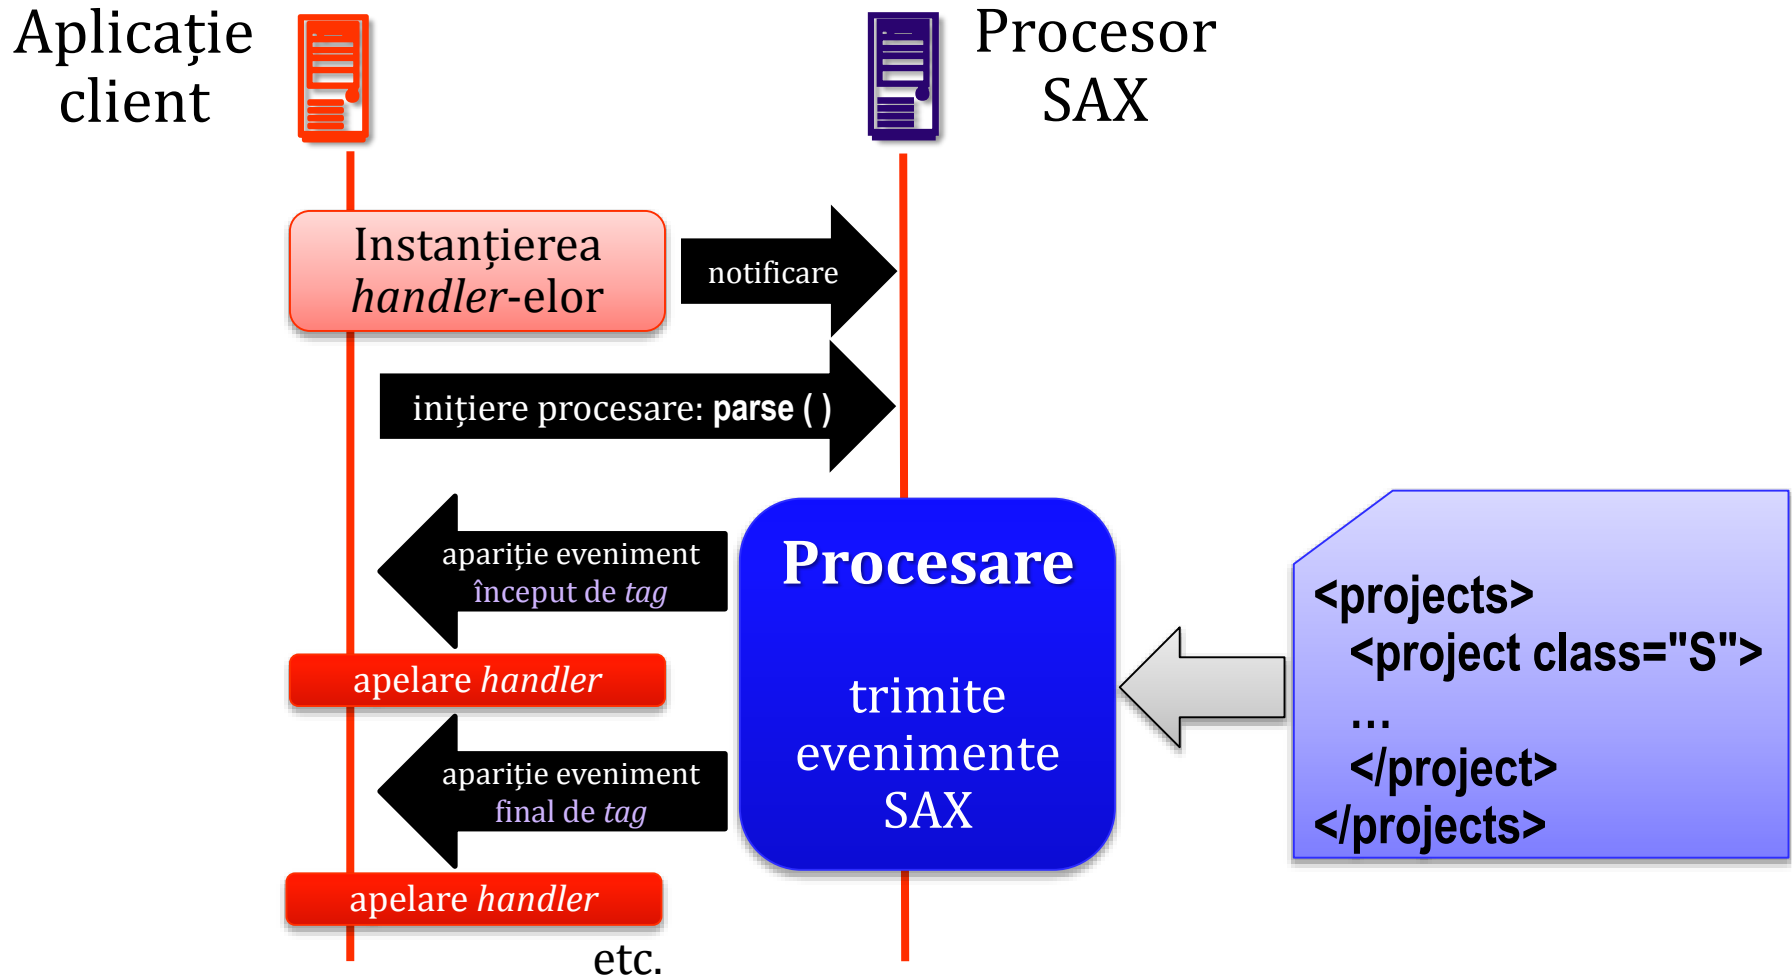 Aplicație
client
Procesor
SAX
Instanțierea
handler-elor
notificare
inițiere procesare: parse ( )
apariție eveniment
început de tag
apelare handler
apariție eveniment
final de tag
apelare handler
etc.
Procesare
trimite
evenimente
SAX
<projects>
<project class="S">
…
</project>
</projects>